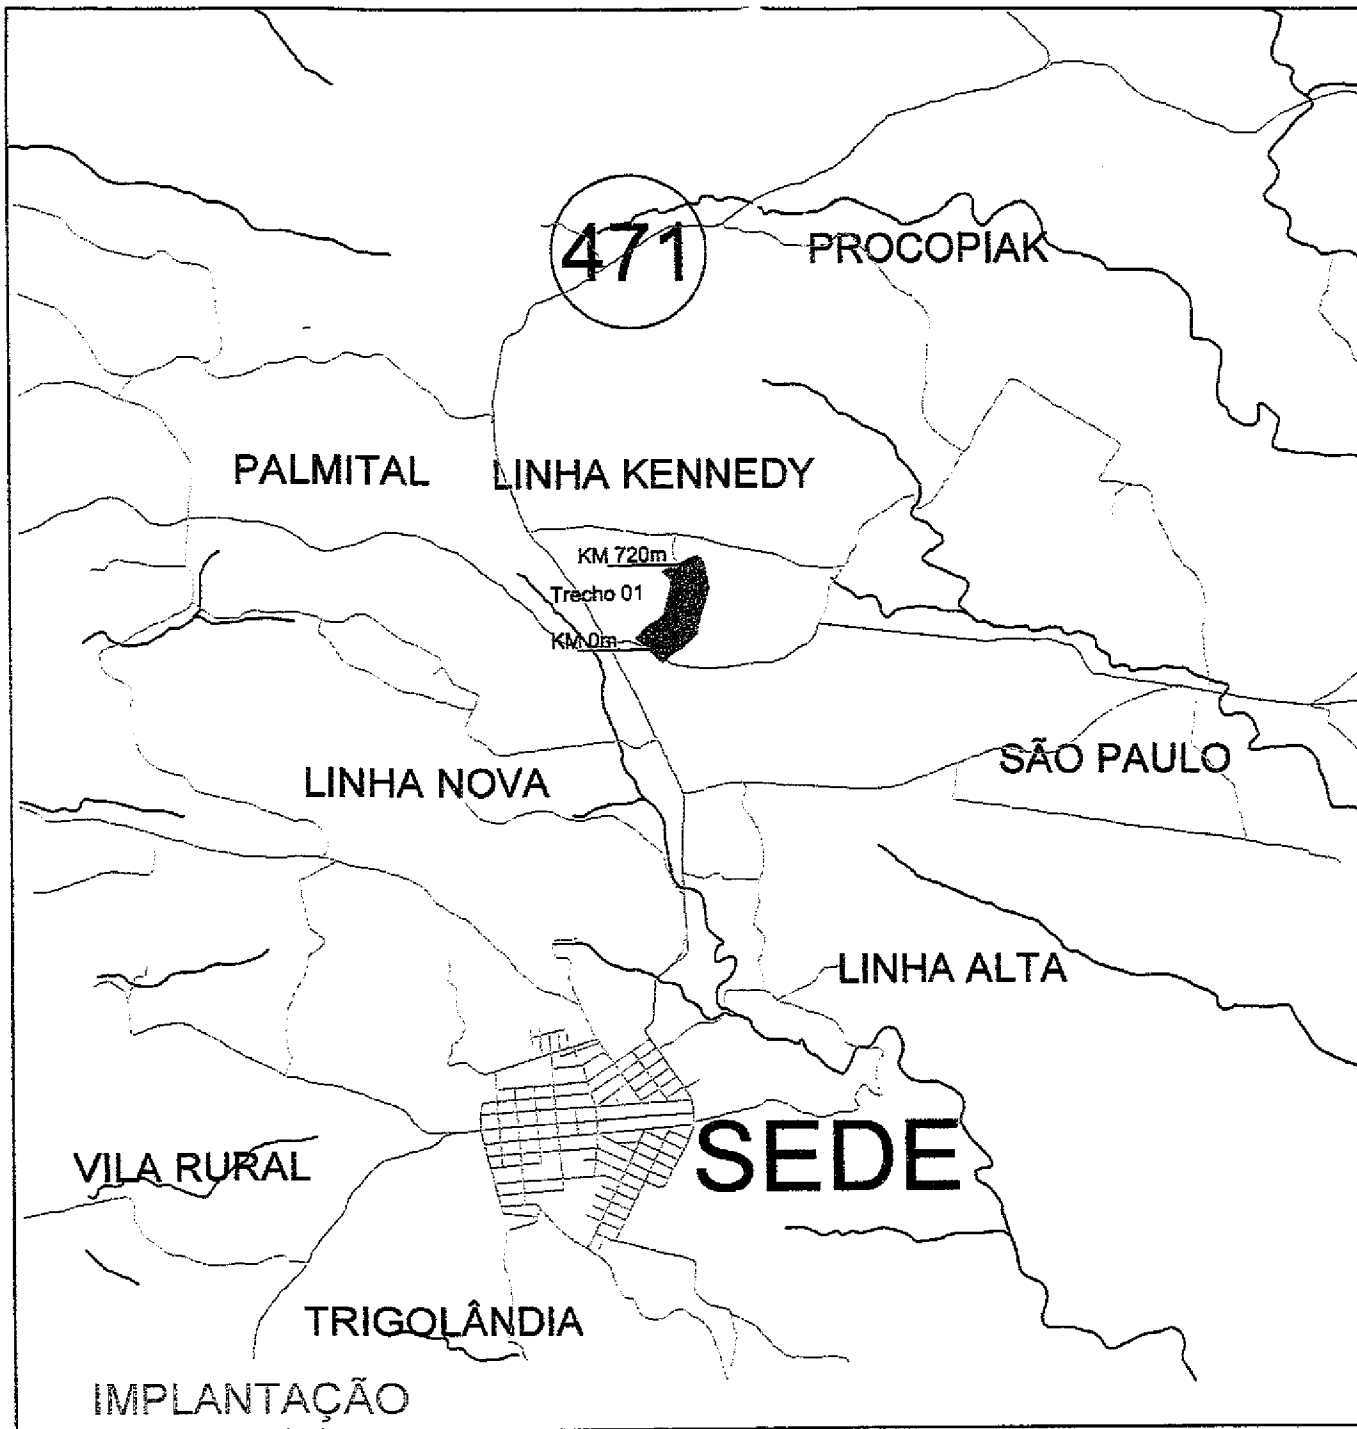 471
PROCOPIAK
PALMITAL
LINHA KENNEDY
KM 720m
Trecho 01
KM 0m
SÃO PAULO
LINHA NOVA
LINHA ALTA
SEDE
VILA RURAL
TRIGOLÂNDIA
IMPLANTAÇÃO